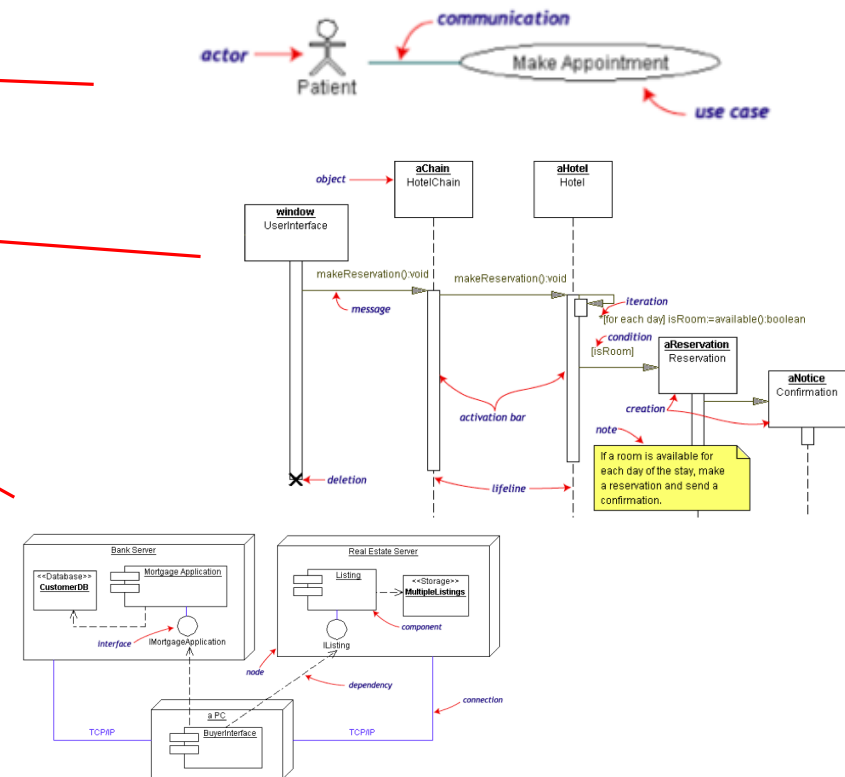 communication
actor
Patient
Make Appointment
use case
object
aChain
HotelChain
aHotel
Hotel
window
UserInterface
makeReservation():void
makeReservation():void
message
iteration
*[for each day] isRoom:=available():boolean
condition
[isRoom]
aReservation
Reservation
aNotice
Confirmation
activation bar
creation
note
If a room is available for
each day of the stay, make
a reservation and send a
confirmation.
deletion
lifeline
Bank Server
<<Database>>
CustomerDB
Mortgage Application
interface
IMortgageApplication
Real Estate Server
Listing
<<Storage>>
MultipleListings
component
IListing
node
dependency
connection
a PC
TCP/IP
BuyerInterface
TCP/IP